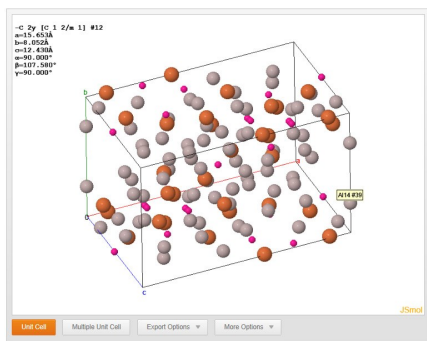 -C 2y [C 1 2/m 1] #12
a=15.653Å
b=8.052Å
c=12.430Å
α=90.000°
β=107.580°
γ=90.000°
b
a
0
Al14 #39
c
JSmol
Unit Cell
Multiple Unit Cell
Export Options
More Options